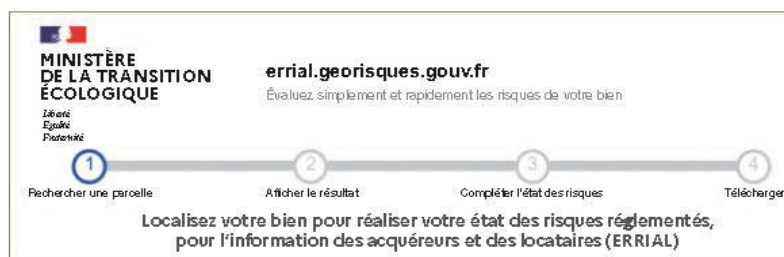 MINISTÈRE
DE LA TRANSITION
ÉCOLOGIQUE
Liberté
Égalité
Fraternité
errial.georisques.gouv.fr
Évaluez simplement et rapidement les risques de votre bien
1
2
3
4
Rechercher une parcelle
Afficher le résultat
Compléter l'état des risques
Télécharger
Localisez votre bien pour réaliser votre état des risques réglementés,
pour l'information des acquéreurs et des locataires (ERRIAL)